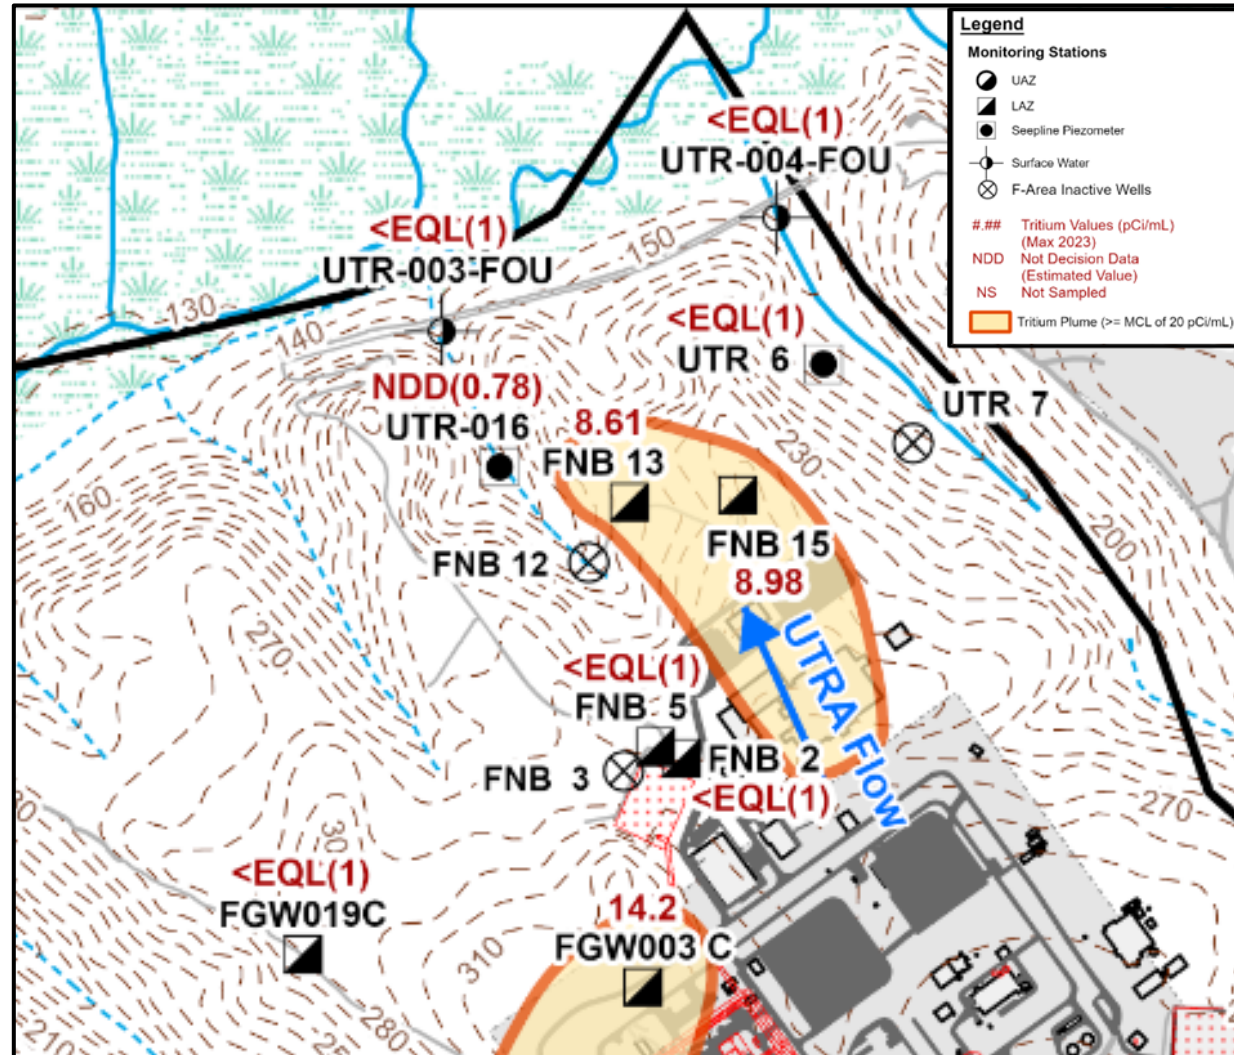 Legend
Monitoring Stations
UAZ
LAZ
Seepline Piezometer
Surface Water
F-Area Inactive Wells
#.## Tritium Values (pCi/mL)
(Max 2023)
NDD Not Decision Data
(Estimated Value)
NS Not Sampled
Tritium Plume (>= MCL of 20 pCi/mL)
<EQL(1)
UTR-004-FOU
<EQL(1)
UTR-003-FOU
150
130
140
<EQL(1)
UTR 6
NDD(0.78)
UTR-016
UTR 7
8.61
FNB 13
230
160
FNB 15
8.98
200
FNB 12
UTRA Flow
270
<EQL(1)
FNB 5
FNB 3
FNB 2
<EQL(1)
270
<EQL(1)
FGW019C
14.2
FGW003 C
310
280
210